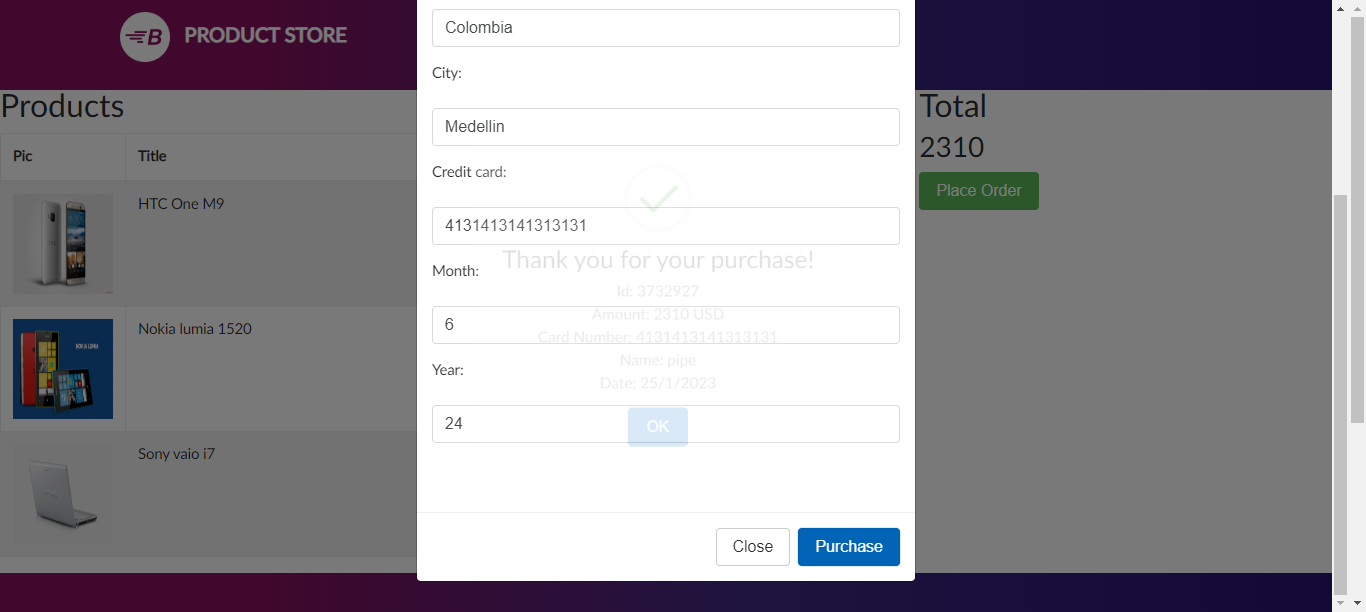 PRODUCT STORE
Products
Pic Title
HTC One M9
Nokia lumia 1520
NOKIA LUMIA
Sony vaio i7
Colombia
City:
Medellin
Credit card:
4131413141313131
Month:
6
Year:
24
Thank you for your purchase!
Id: 3732927
Amount: 2310 USD
Card Number: 4131413141313131
Name: pipe
Date: 25/1/2023
OK
Close Purchase
Total
2310
Place Order